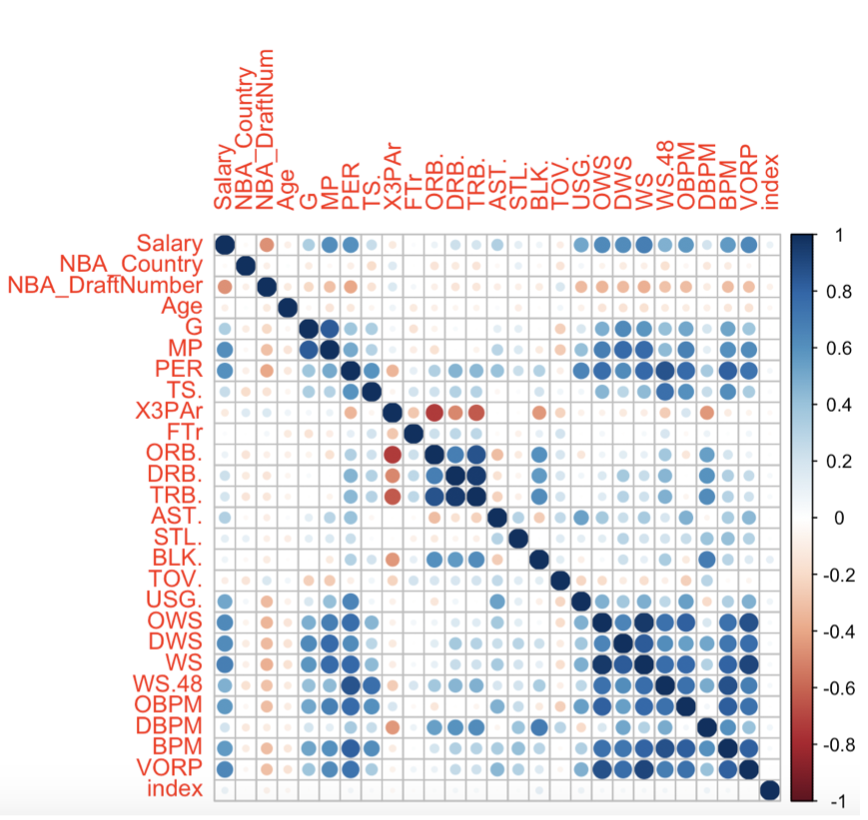 Salary
NBA_Country
NBA_DraftNum
Age
G
MP
PER
TS.
X3PAr
FTr
ORB.
DRB.
TRB.
AST.
STL.
BLK.
TOV.
USG.
OWS
DWS
WS
WS.48
OBPM
DBPM
BPM
VORP
index
Salary
NBA_Country
NBA_DraftNumber
Age
G
MP
PER
TS.
X3PAr
FTr
ORB.
DRB.
TRB.
AST.
STL.
BLK.
TOV.
USG.
OWS
DWS
WS
WS.48
OBPM
DBPM
BPM
VORP
index
1
0.8
0.6
0.4
0.2
0
-0.2
-0.4
-0.6
-0.8
-1